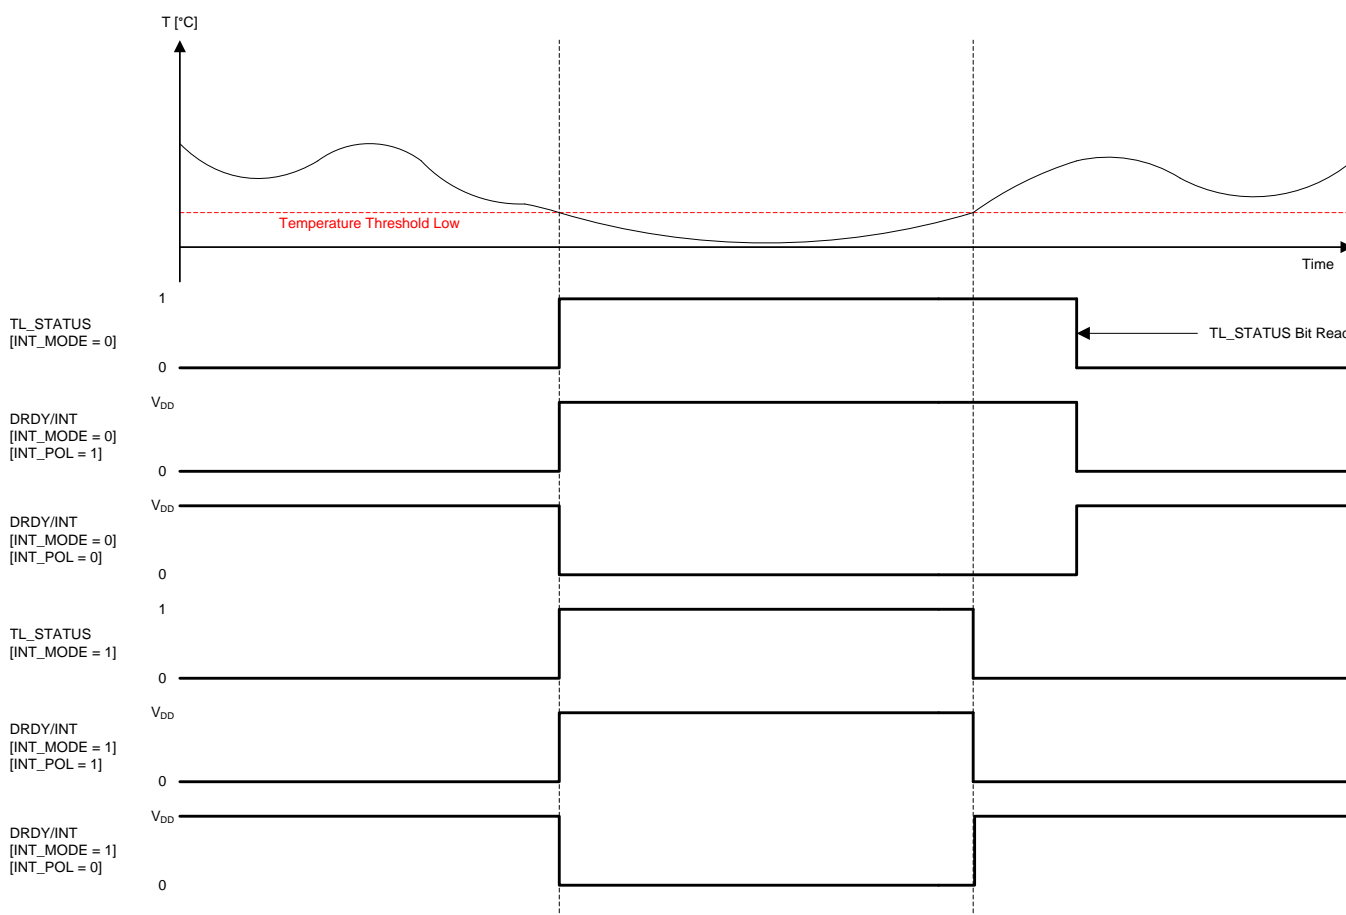 T [°C]
Temperature Threshold Low
Time
1
TL_STATUS
[INT_MODE = 0]
TL_STATUS Bit Read
0
VDD
DRDY/INT
[INT_MODE = 0]
[INT_POL = 1]
0
VDD
DRDY/INT
[INT_MODE = 0]
[INT_POL = 0]
0
1
TL_STATUS
[INT_MODE = 1]
0
VDD
DRDY/INT
[INT_MODE = 1]
[INT_POL = 1]
0
VDD
DRDY/INT
[INT_MODE = 1]
[INT_POL = 0]
0